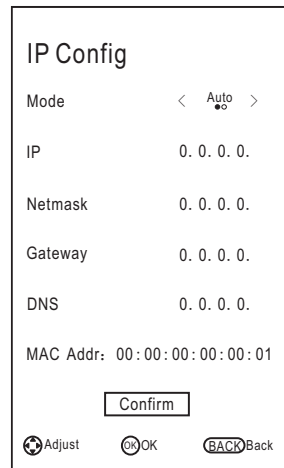 IP Config
Mode < Auto >
IP 0. 0. 0. 0.
Netmask 0. 0. 0. 0.
Gateway 0. 0. 0. 0.
DNS 0. 0. 0. 0.
MAC Addr: 00:00:00:00:00:01
Confirm
Adjust OK OK BACK Back